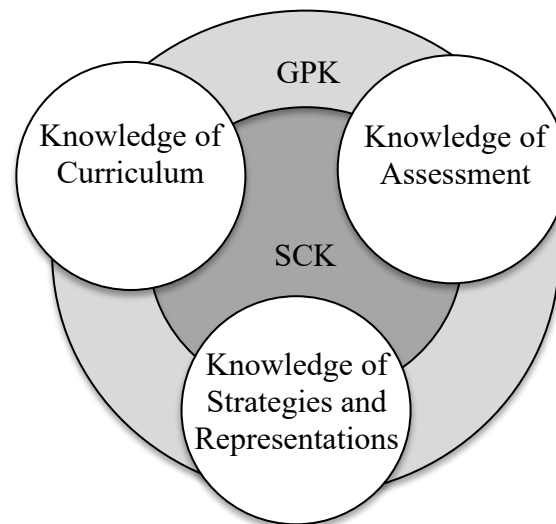 GPK
Knowledge of
Curriculum
Knowledge of
Assessment
SCK
Knowledge of
Strategies and
Representations